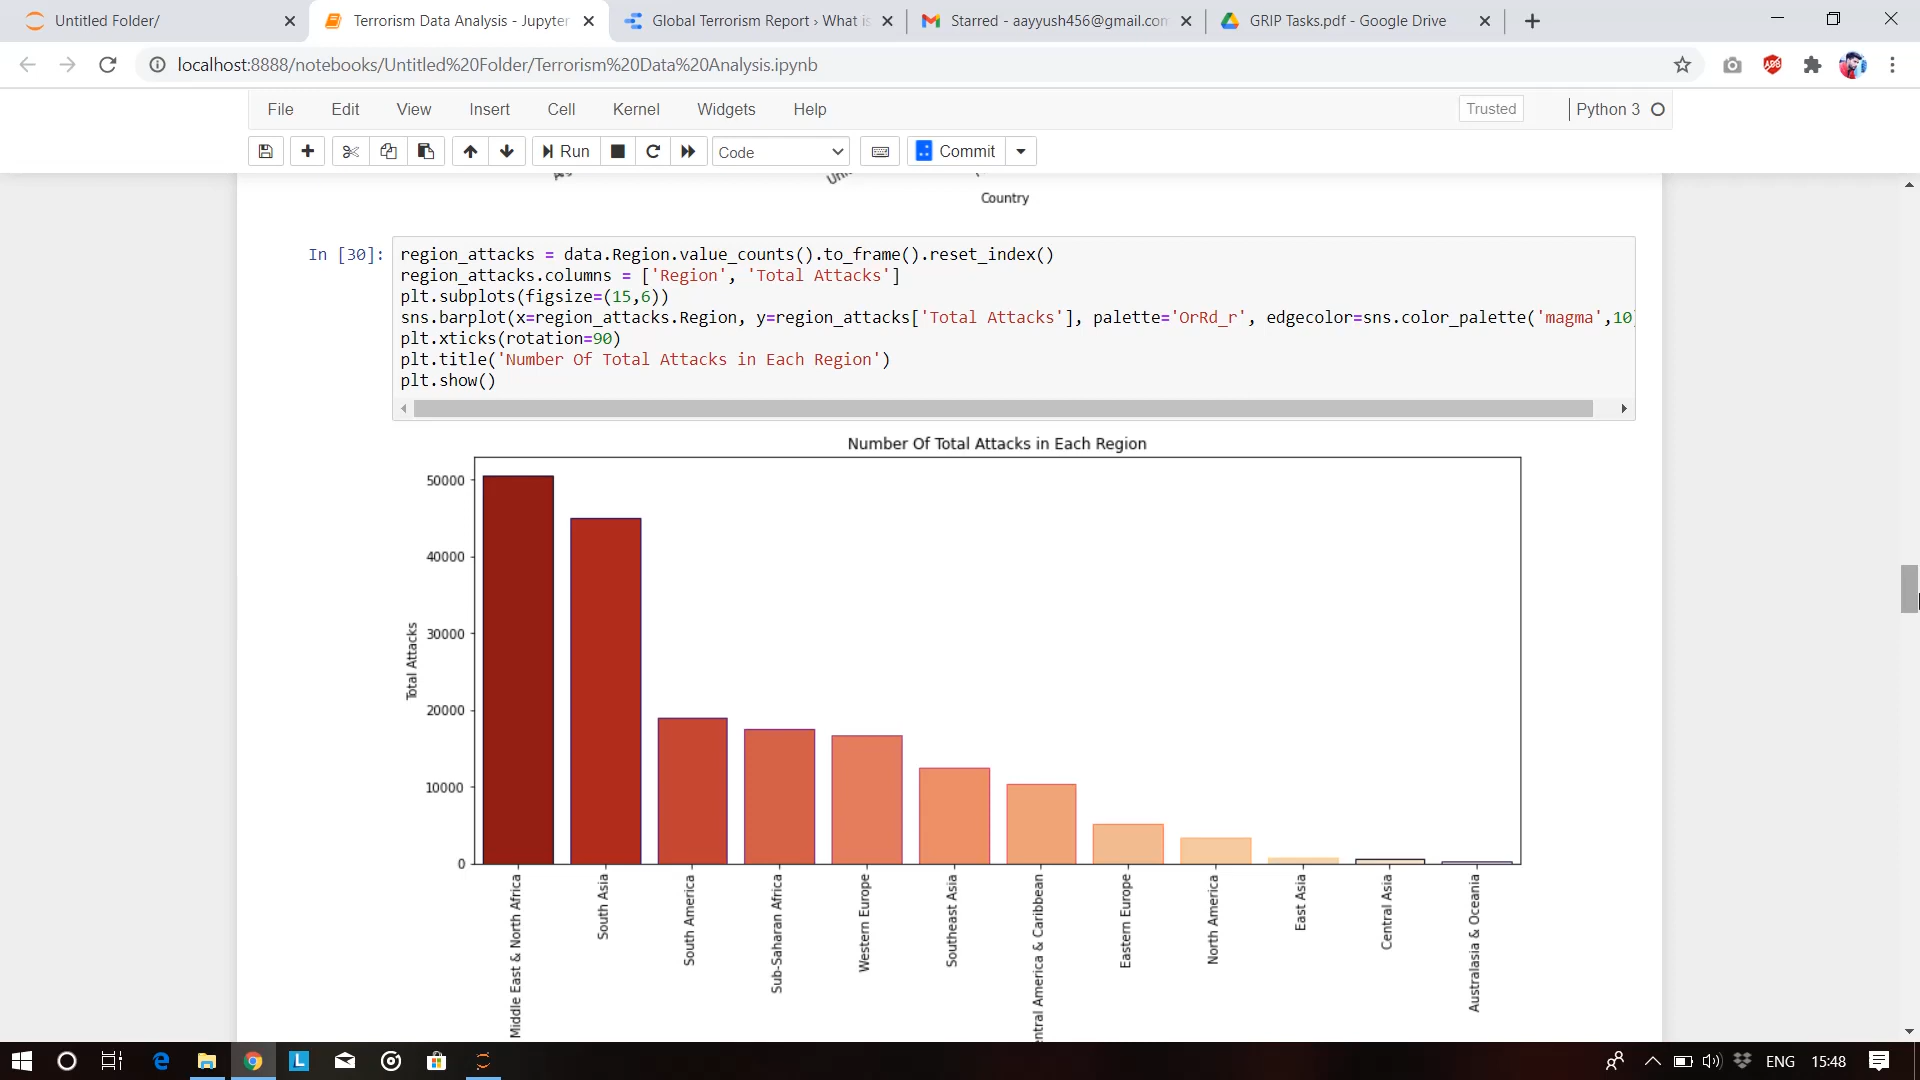 Untitled Folder/
Terrorism Data Analysis - Jupyter
Global Terrorism Report › What is
Starred - aayyush456@gmail.com
GRIP Tasks.pdf - Google Drive
localhost:8888/notebooks/Untitled%20Folder/Terrorism%20Data%20Analysis.ipynb
File Edit View Insert Cell Kernel Widgets Help
Trusted
Python 3
Run
Code
Commit
Country
In [30]:
region_attacks = data.Region.value_counts().to_frame().reset_index()
region_attacks.columns = ['Region', 'Total Attacks']
plt.subplots(figsize=(15,6))
sns.barplot(x=region_attacks.Region, y=region_attacks['Total Attacks'], palette='OrRd_r', edgecolor=sns.color_palette('magma',10
plt.xticks(rotation=90)
plt.title('Number Of Total Attacks in Each Region')
plt.show()
Number Of Total Attacks in Each Region
50000
40000
30000
20000
10000
0
Total Attacks
Middle East & North Africa
South Asia
South America
Sub-Saharan Africa
Western Europe
Southeast Asia
ntral America & Caribbean
Eastern Europe
North America
East Asia
Central Asia
Australasia & Oceania
ENG
15:48